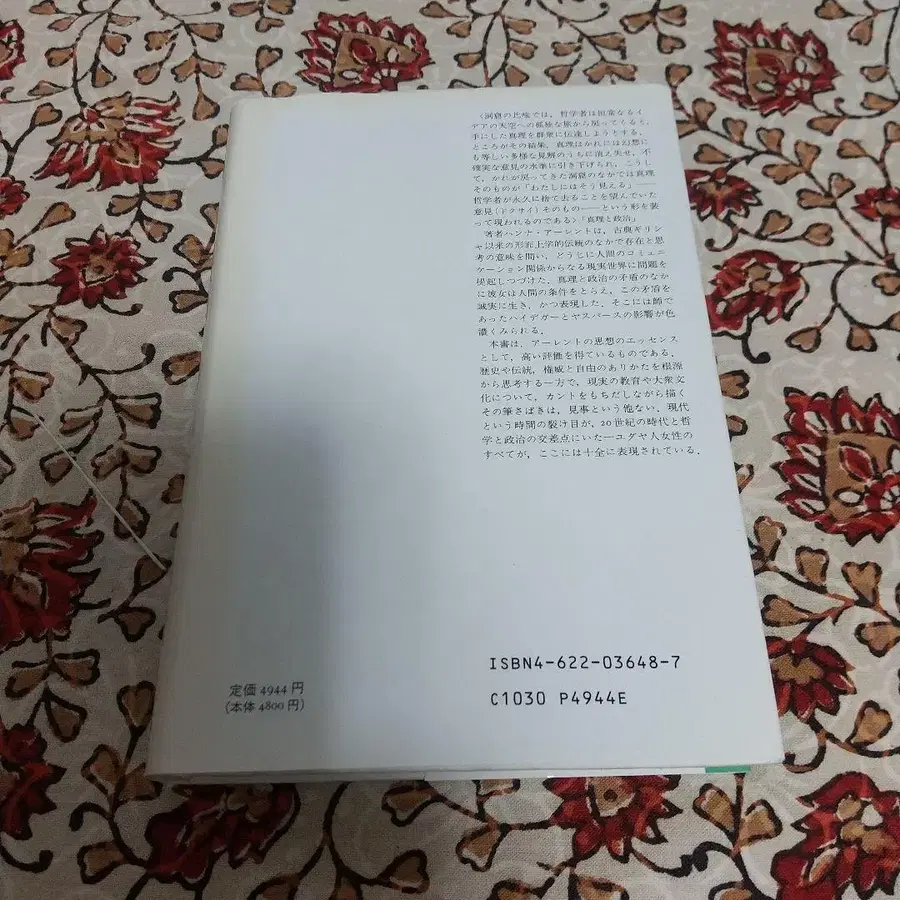 〈洞窟の比喩では，哲学者は恒常なるイ
デアの天空への孤独な旅から戻ってくると，
手にした真理を群衆に伝達しようとする．
ところがその結果，真理はかれには幻想に
も等しい多様な見解のうちに消え失せ，不
確実な意見の水準に引き下げられ，こうし
て，かれが戻ってきた洞窟のなかでは真理
そのものが「わたしにはそう見える」——
哲学者が永久に捨て去ることを望んでいた
意見(ドクサイ)そのもの——という形を装
って現われるのである〉「真理と政治」
著者ハンナ・アーレントは，古典ギリシ
ャ以来の形而上学的伝統のなかで存在と思
考の意味を問い，どうじに人間のコミュニ
ケーション関係からなる現実世界に問題を
提起しつづけた．真理と政治の矛盾のなか
に彼女は人間の条件をとらえ，この矛盾を
誠実に生き，かつ表現した．そこには師で
あったハイデガーとヤスパースの影響が色
濃くみられる．
本書は，アーレントの思想のエッセンス
として，高い評価を得ているものである．
歴史や伝統，権威と自由のありかたを根源
から思考する一方で，現実の教育や大衆文
化について，カントをもちだしながら描く
その筆さばきは，見事という他ない．現代
という時間の裂け目が，20世紀の時代と哲
学と政治の交差点にいた一ユダヤ人女性の
すべてが，ここには十全に表現されている．
ISBN4-622-03648-7
C1030 P4944E
定価 4944 円
(本体 4800 円)